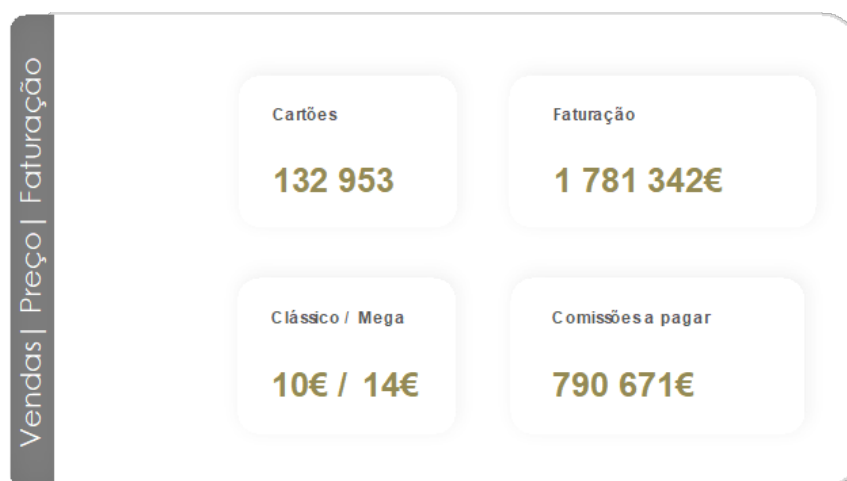 Vendas| Preço| Faturação
Cartões
132 953
Faturação
1 781 342€
Clássico / Mega
10€ / 14€
Comissões a pagar
790 671€